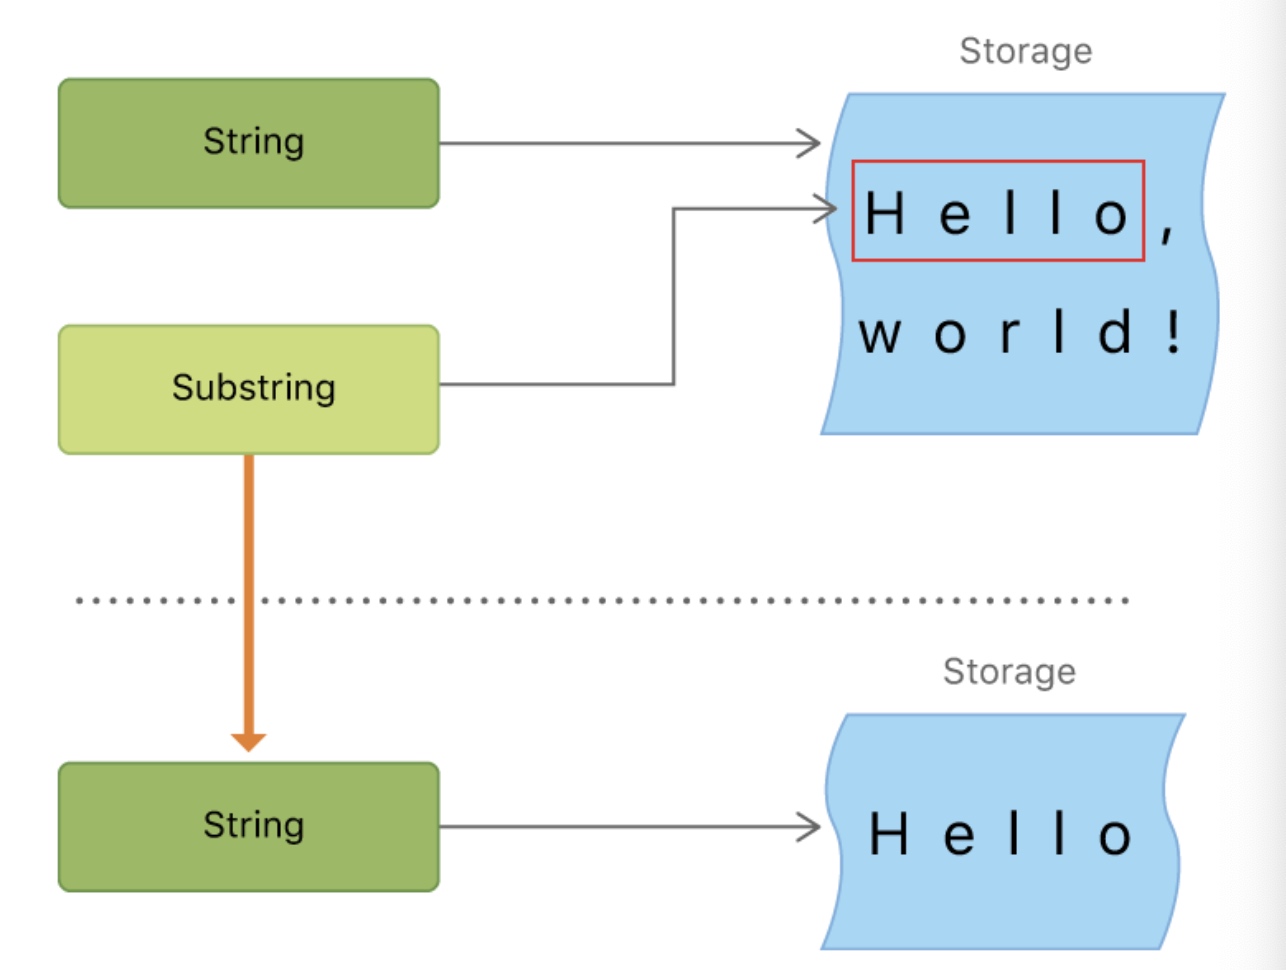 Storage
String
H e l l o ,
w o r l d !
Substring
Storage
String
H e l l o